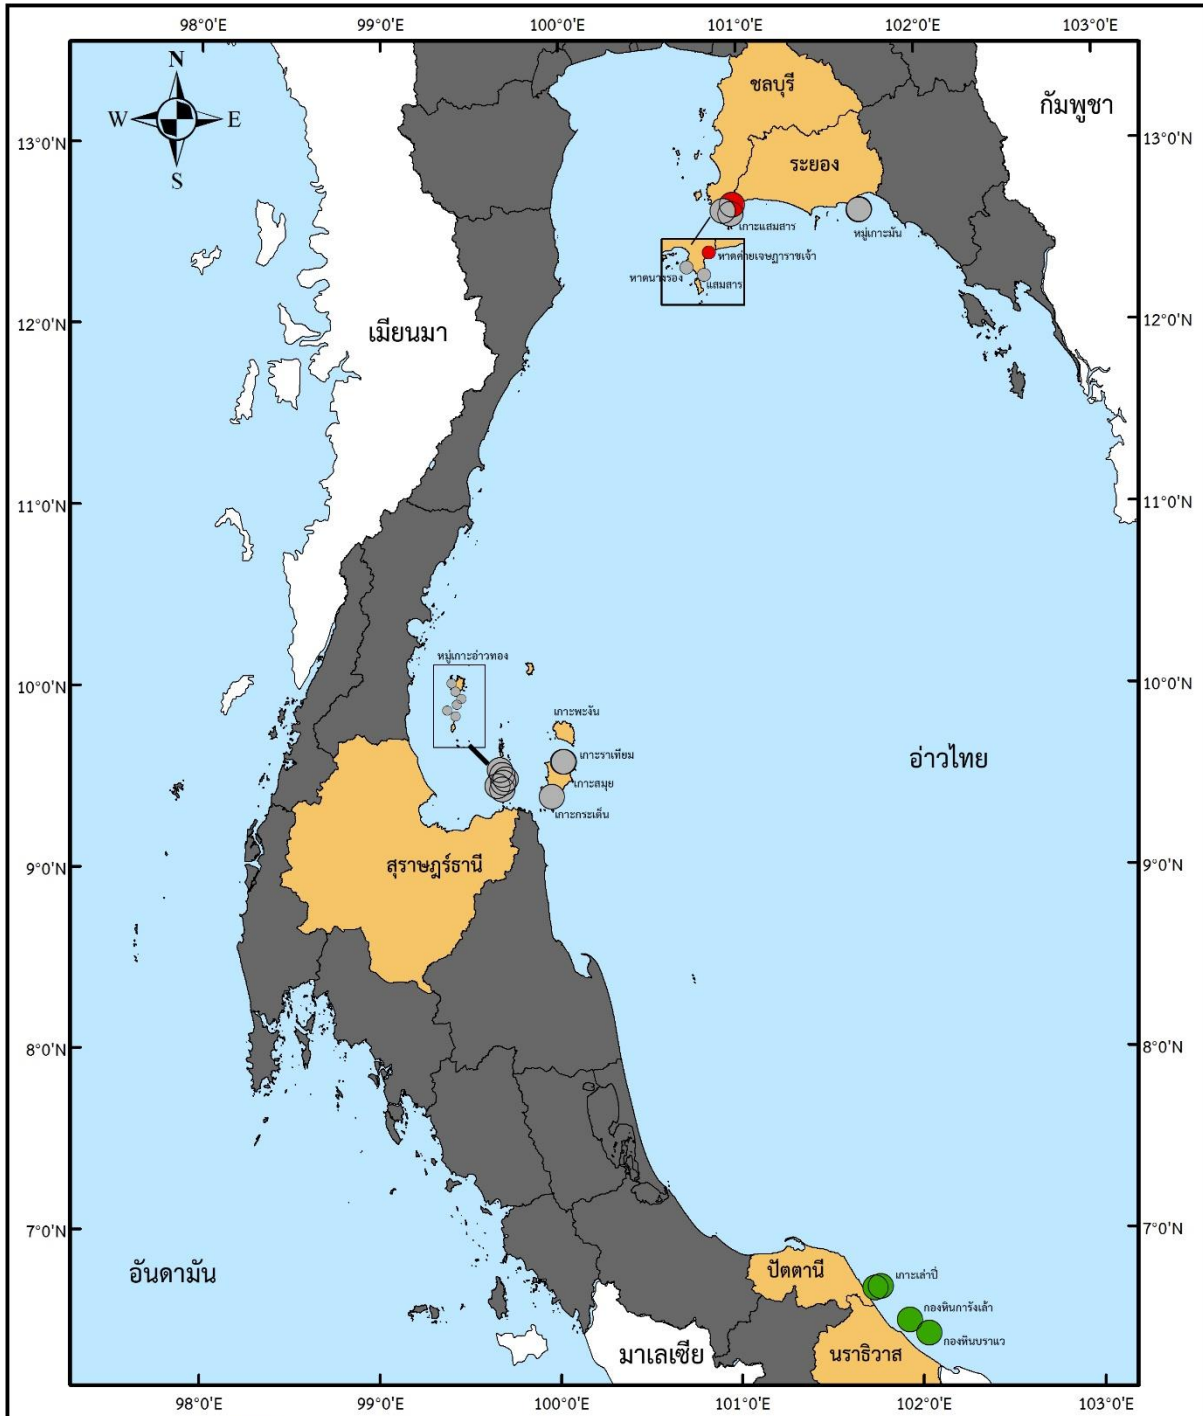 98°0'E 99°0'E 100°0'E 101°0'E 102°0'E 103°0'E
N
W E
S
ชลบุรี
กัมพูชา
13°0'N 13°0'N
ระยอง
เกาะแสมสาร
หมู่เกาะมัน
หาดค่ายเจษฎาราชเจ้า
หาดนางรอง
แสมสาร
12°0'N 12°0'N
เมียนมา
11°0'N 11°0'N
หมู่เกาะอ่าวทอง
10°0'N 10°0'N
เกาะพะงัน
เกาะราเทียม
อ่าวไทย
เกาะสมุย
เกาะกระเต็น
สุราษฎร์ธานี
9°0'N 9°0'N
8°0'N 8°0'N
7°0'N 7°0'N
อันดามัน
ปัตตานี
เกาะเล่าปี่
กองหินการังเล้า
กองหินบราแว
มาเลเซีย
นราธิวาส
98°0'E 99°0'E 100°0'E 101°0'E 102°0'E 103°0'E